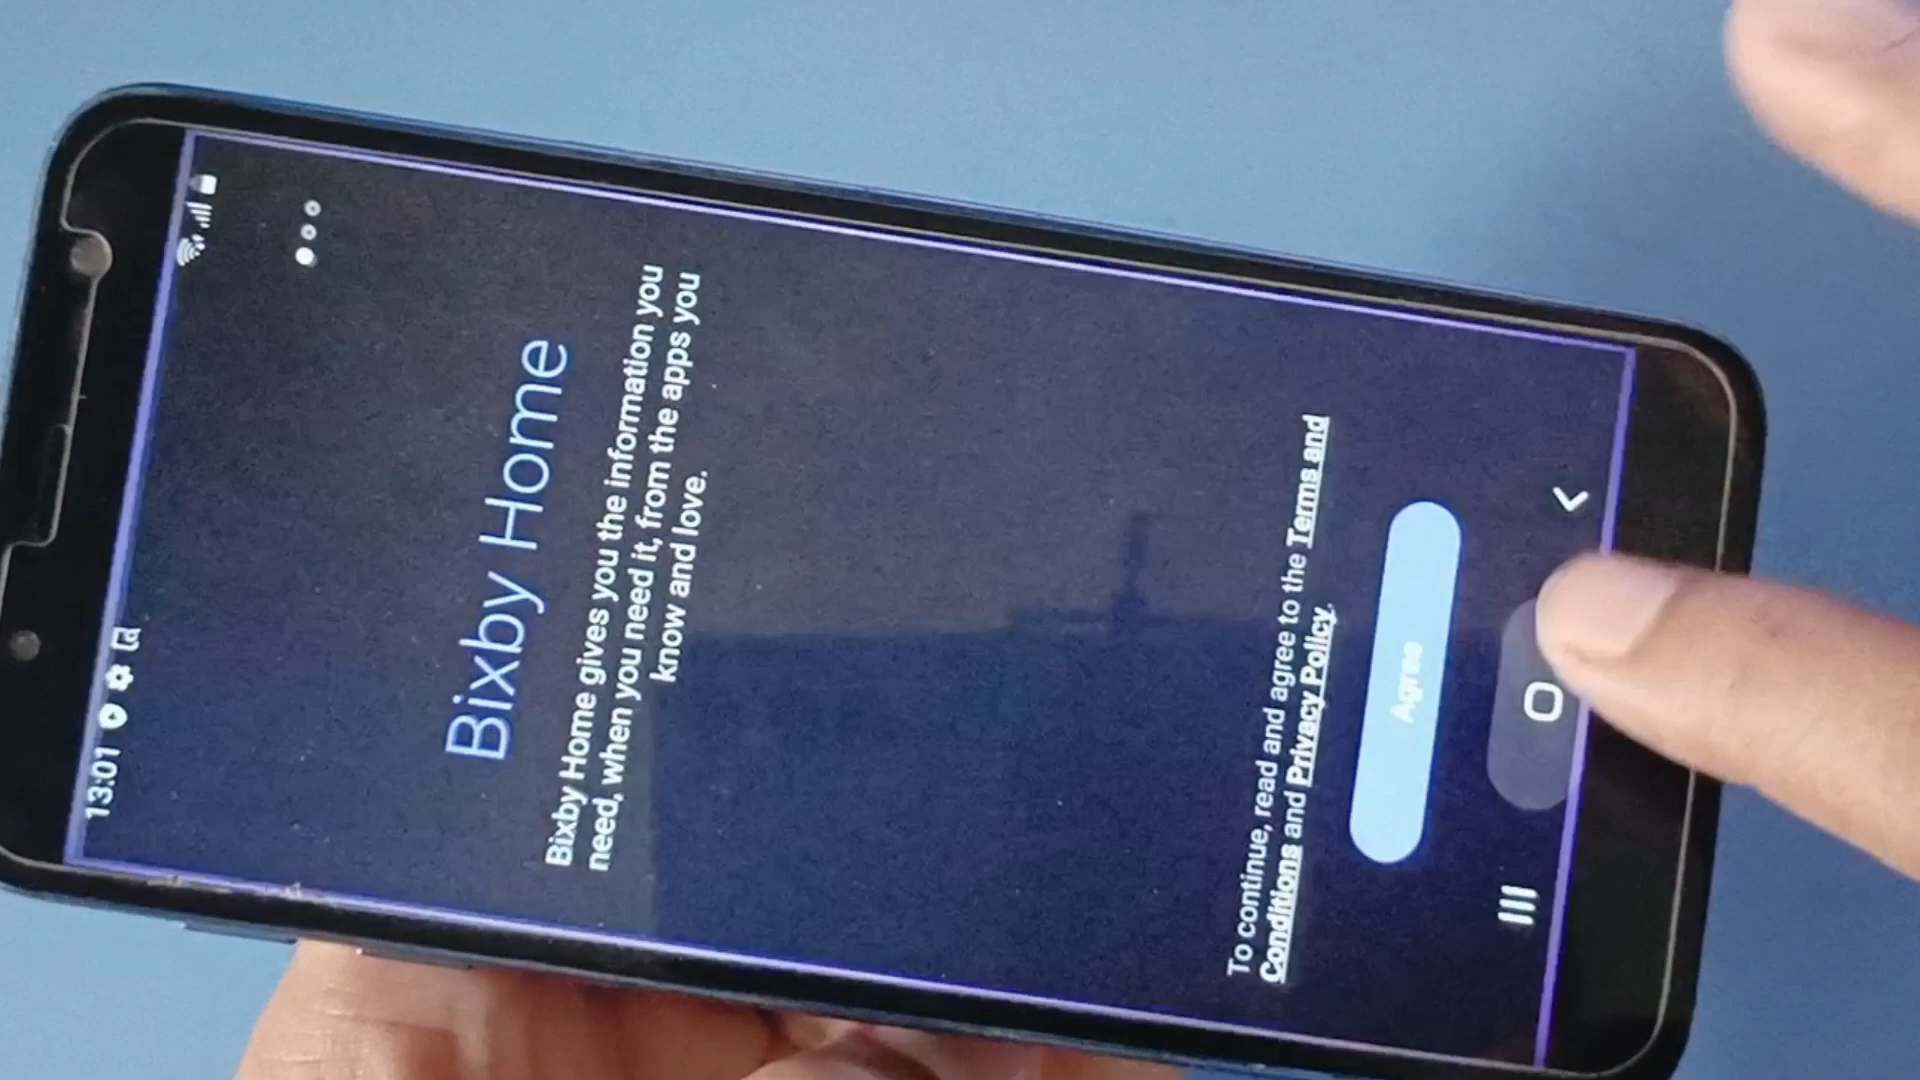 13:01
Bixby Home
Bixby Home gives you the information you
need, when you need it, from the apps you
know and love.
To continue, read and agree to the Terms and
Conditions and Privacy Policy.
Agree